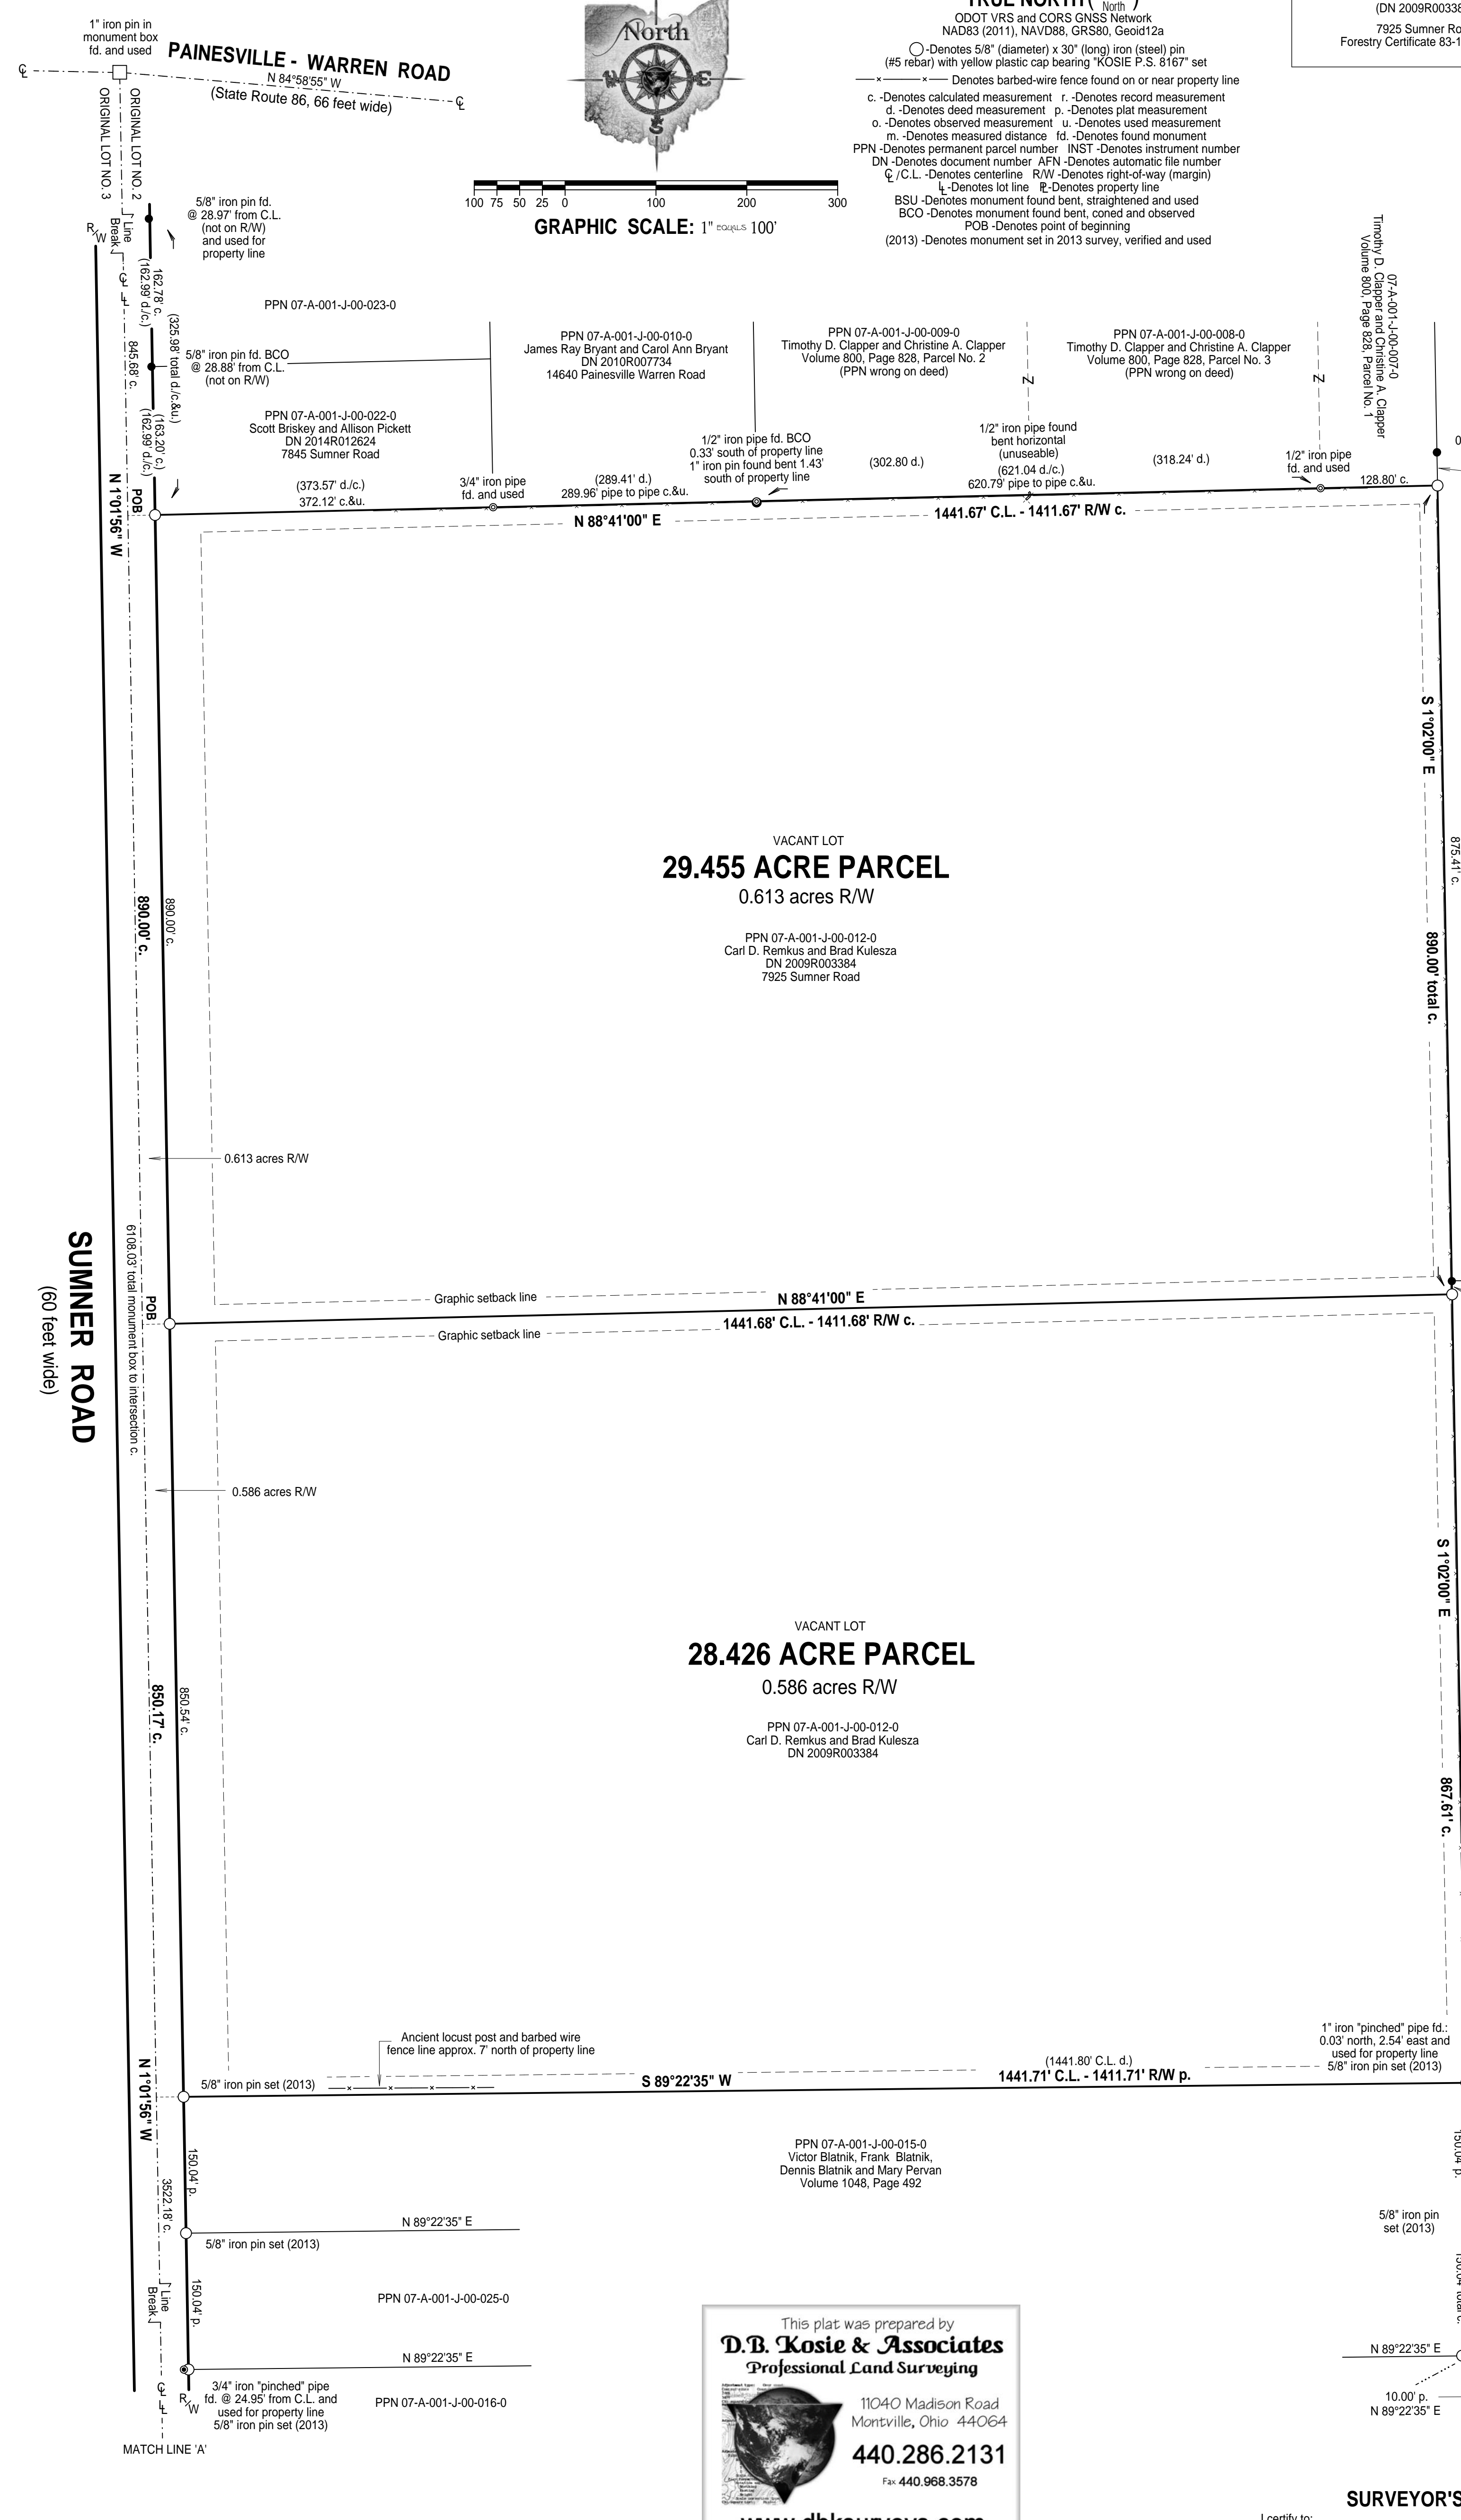 1" iron pin in
monument box
fd. and used
PAINESVILLE - WARREN ROAD
N 84°58'55" W
(State Route 86, 66 feet wide)
ORIGINAL LOT NO. 3
ORIGINAL LOT NO. 2
North
W
E
S
100 75 50 25 0 100 200 300
GRAPHIC SCALE: 1" EQUALS 100'
TRUE NORTH ( North )
ODOT VRS and CORS GNSS Network
NAD83 (2011), NAVD88, GRS80, Geoid12a
-Denotes 5/8" (diameter) x 30" (long) iron (steel) pin
(#5 rebar) with yellow plastic cap bearing "KOSIE P.S. 8167" set
Denotes barbed-wire fence found on or near property line
c. -Denotes calculated measurement r. -Denotes record measurement
d. -Denotes deed measurement p. -Denotes plat measurement
o. -Denotes observed measurement u. -Denotes used measurement
m. -Denotes measured distance fd. -Denotes found monument
PPN -Denotes permanent parcel number INST -Denotes instrument number
DN -Denotes document number AFN -Denotes automatic file number
℄ /C.L. -Denotes centerline R/W -Denotes right-of-way (margin)
-Denotes lot line -Denotes property line
BSU -Denotes monument found bent, straightened and used
BCO -Denotes monument found bent, coned and observed
POB -Denotes point of beginning
(2013) -Denotes monument set in 2013 survey, verified and used
(DN 2009R00338
7925 Sumner Ro
Forestry Certificate 83-1
5/8" iron pin fd.
@ 28.97' from C.L.
(not on R/W)
and used for
property line
R/W
Line
Break
162.78' c.
(162.99' d./c.)
(325.98' total d./c.&u.)
845.68' c.
5/8" iron pin fd. BCO
@ 28.88' from C.L.
(not on R/W)
(163.20' c.)
(162.99' d./c.)
PPN 07-A-001-J-00-023-0
PPN 07-A-001-J-00-022-0
Scott Briskey and Allison Pickett
DN 2014R012624
7845 Sumner Road
PPN 07-A-001-J-00-010-0
James Ray Bryant and Carol Ann Bryant
DN 2010R007734
14640 Painesville Warren Road
PPN 07-A-001-J-00-009-0
Timothy D. Clapper and Christine A. Clapper
Volume 800, Page 828, Parcel No. 2
(PPN wrong on deed)
PPN 07-A-001-J-00-008-0
Timothy D. Clapper and Christine A. Clapper
Volume 800, Page 828, Parcel No. 3
(PPN wrong on deed)
07-A-001-J-00-007-0
Timothy D. Clapper and Christine A. Clapper
Volume 800, Page 828, Parcel No. 1
Z
Z
1/2" iron pipe fd. BCO
0.33' south of property line
1" iron pin found bent 1.43'
south of property line
1/2" iron pipe found
bent horizontal
(unuseable)
1/2" iron pipe
fd. and used
3/4" iron pipe
fd. and used
(373.57' d./c.)
372.12' c.&u.
(289.41' d.)
289.96' pipe to pipe c.&u.
(302.80 d.)
(621.04 d./c.)
620.79' pipe to pipe c.&u.
(318.24' d.)
128.80' c.
POB
N 1°01'56" W
N 88°41'00" E
1441.67' C.L. - 1411.67' R/W c.
S 1°02'00" E
875.41' c.
VACANT LOT
29.455 ACRE PARCEL
0.613 acres R/W
PPN 07-A-001-J-00-012-0
Carl D. Remkus and Brad Kulesza
DN 2009R003384
7925 Sumner Road
890.00' c.
890.00' c.
890.00' total c.
0.613 acres R/W
SUMNER ROAD
(60 feet wide)
6108.03' total monument box to intersection c.
POB
Graphic setback line
N 88°41'00" E
1441.68' C.L. - 1411.68' R/W c.
Graphic setback line
0.586 acres R/W
S 1°02'00" E
VACANT LOT
28.426 ACRE PARCEL
0.586 acres R/W
PPN 07-A-001-J-00-012-0
Carl D. Remkus and Brad Kulesza
DN 2009R003384
850.17' c.
850.54' c.
867.61' c.
Ancient locust post and barbed wire
fence line approx. 7' north of property line
1" iron "pinched" pipe fd.:
0.03' north, 2.54' east and
used for property line
5/8" iron pin set (2013)
5/8" iron pin set (2013)
S 89°22'35" W
(1441.80' C.L. d.)
1441.71' C.L. - 1411.71' R/W p.
N 1°01'56" W
150.04' p.
150.04' p.
3522.18' c.
PPN 07-A-001-J-00-015-0
Victor Blatnik, Frank Blatnik,
Dennis Blatnik and Mary Pervan
Volume 1048, Page 492
5/8" iron pin
set (2013)
N 89°22'35" E
5/8" iron pin set (2013)
Line
Break
150.04' p.
150.04' total c.
PPN 07-A-001-J-00-025-0
N 89°22'35" E
N 89°22'35" E
3/4" iron "pinched" pipe
fd. @ 24.95' from C.L. and
used for property line
5/8" iron pin set (2013)
R/W
PPN 07-A-001-J-00-016-0
10.00' p.
N 89°22'35" E
MATCH LINE 'A'
This plat was prepared by
D.B. Kosie & Associates
Professional Land Surveying
11040 Madison Road
Montville, Ohio 44064
440.286.2131
Fax 440.968.3578
www.dbksurveys.com
SURVEYOR'S
I certify to: